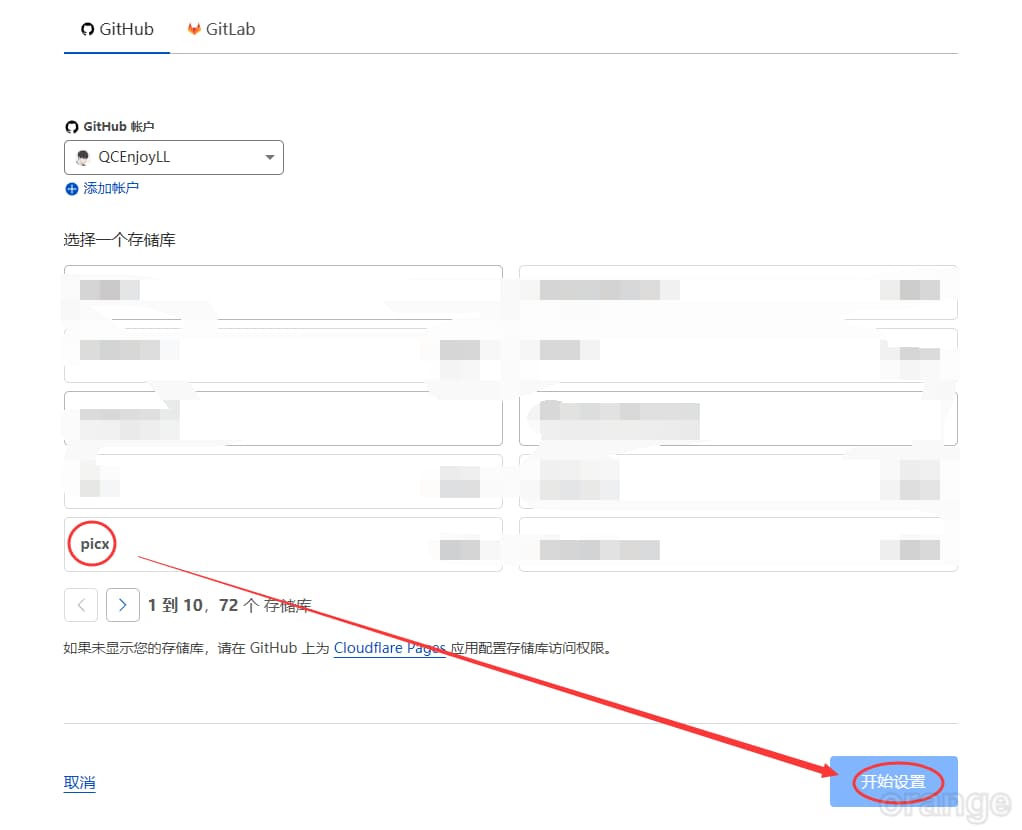 GitHub GitLab
GitHub 帐户
QCEnjoyLL
添加帐户
选择一个存储库
picx
1 到 10，72 个 存储库
如果未显示您的存储库，请在 GitHub 上为 Cloudflare Pages 应用配置存储库访问权限。
取消 开始设置
orange